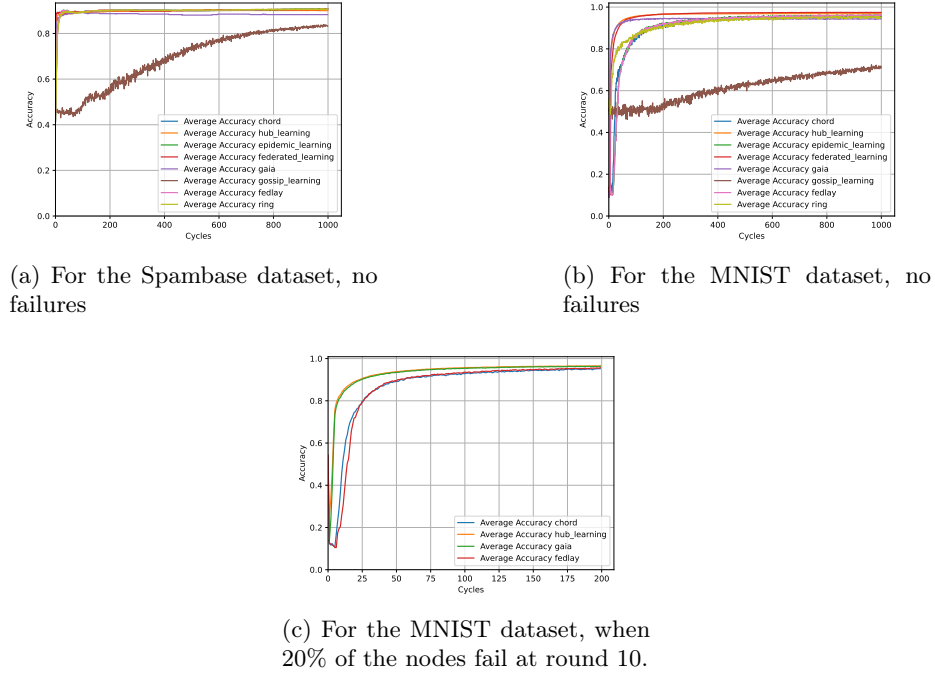 0.8
0.6
0.4
0.2
0.0
Accuracy
0
200
400
600
800
1000
Cycles
Average Accuracy chord
Average Accuracy hub_learning
Average Accuracy epidemic_learning
Average Accuracy federated_learning
Average Accuracy gaia
Average Accuracy gossip_learning
Average Accuracy fedlay
Average Accuracy ring
(a) For the Spambase dataset, no
failures
1.0
0.8
0.6
0.4
0.2
0.0
Accuracy
0
200
400
600
800
1000
Cycles
Average Accuracy chord
Average Accuracy hub_learning
Average Accuracy epidemic_learning
Average Accuracy federated_learning
Average Accuracy gaia
Average Accuracy gossip_learning
Average Accuracy fedlay
Average Accuracy ring
(b) For the MNIST dataset, no
failures
1.0
0.8
0.6
0.4
0.2
0.0
Accuracy
0
25
50
75
100
125
150
175
200
Cycles
Average Accuracy chord
Average Accuracy hub_learning
Average Accuracy gaia
Average Accuracy fedlay
(c) For the MNIST dataset, when
20% of the nodes fail at round 10.